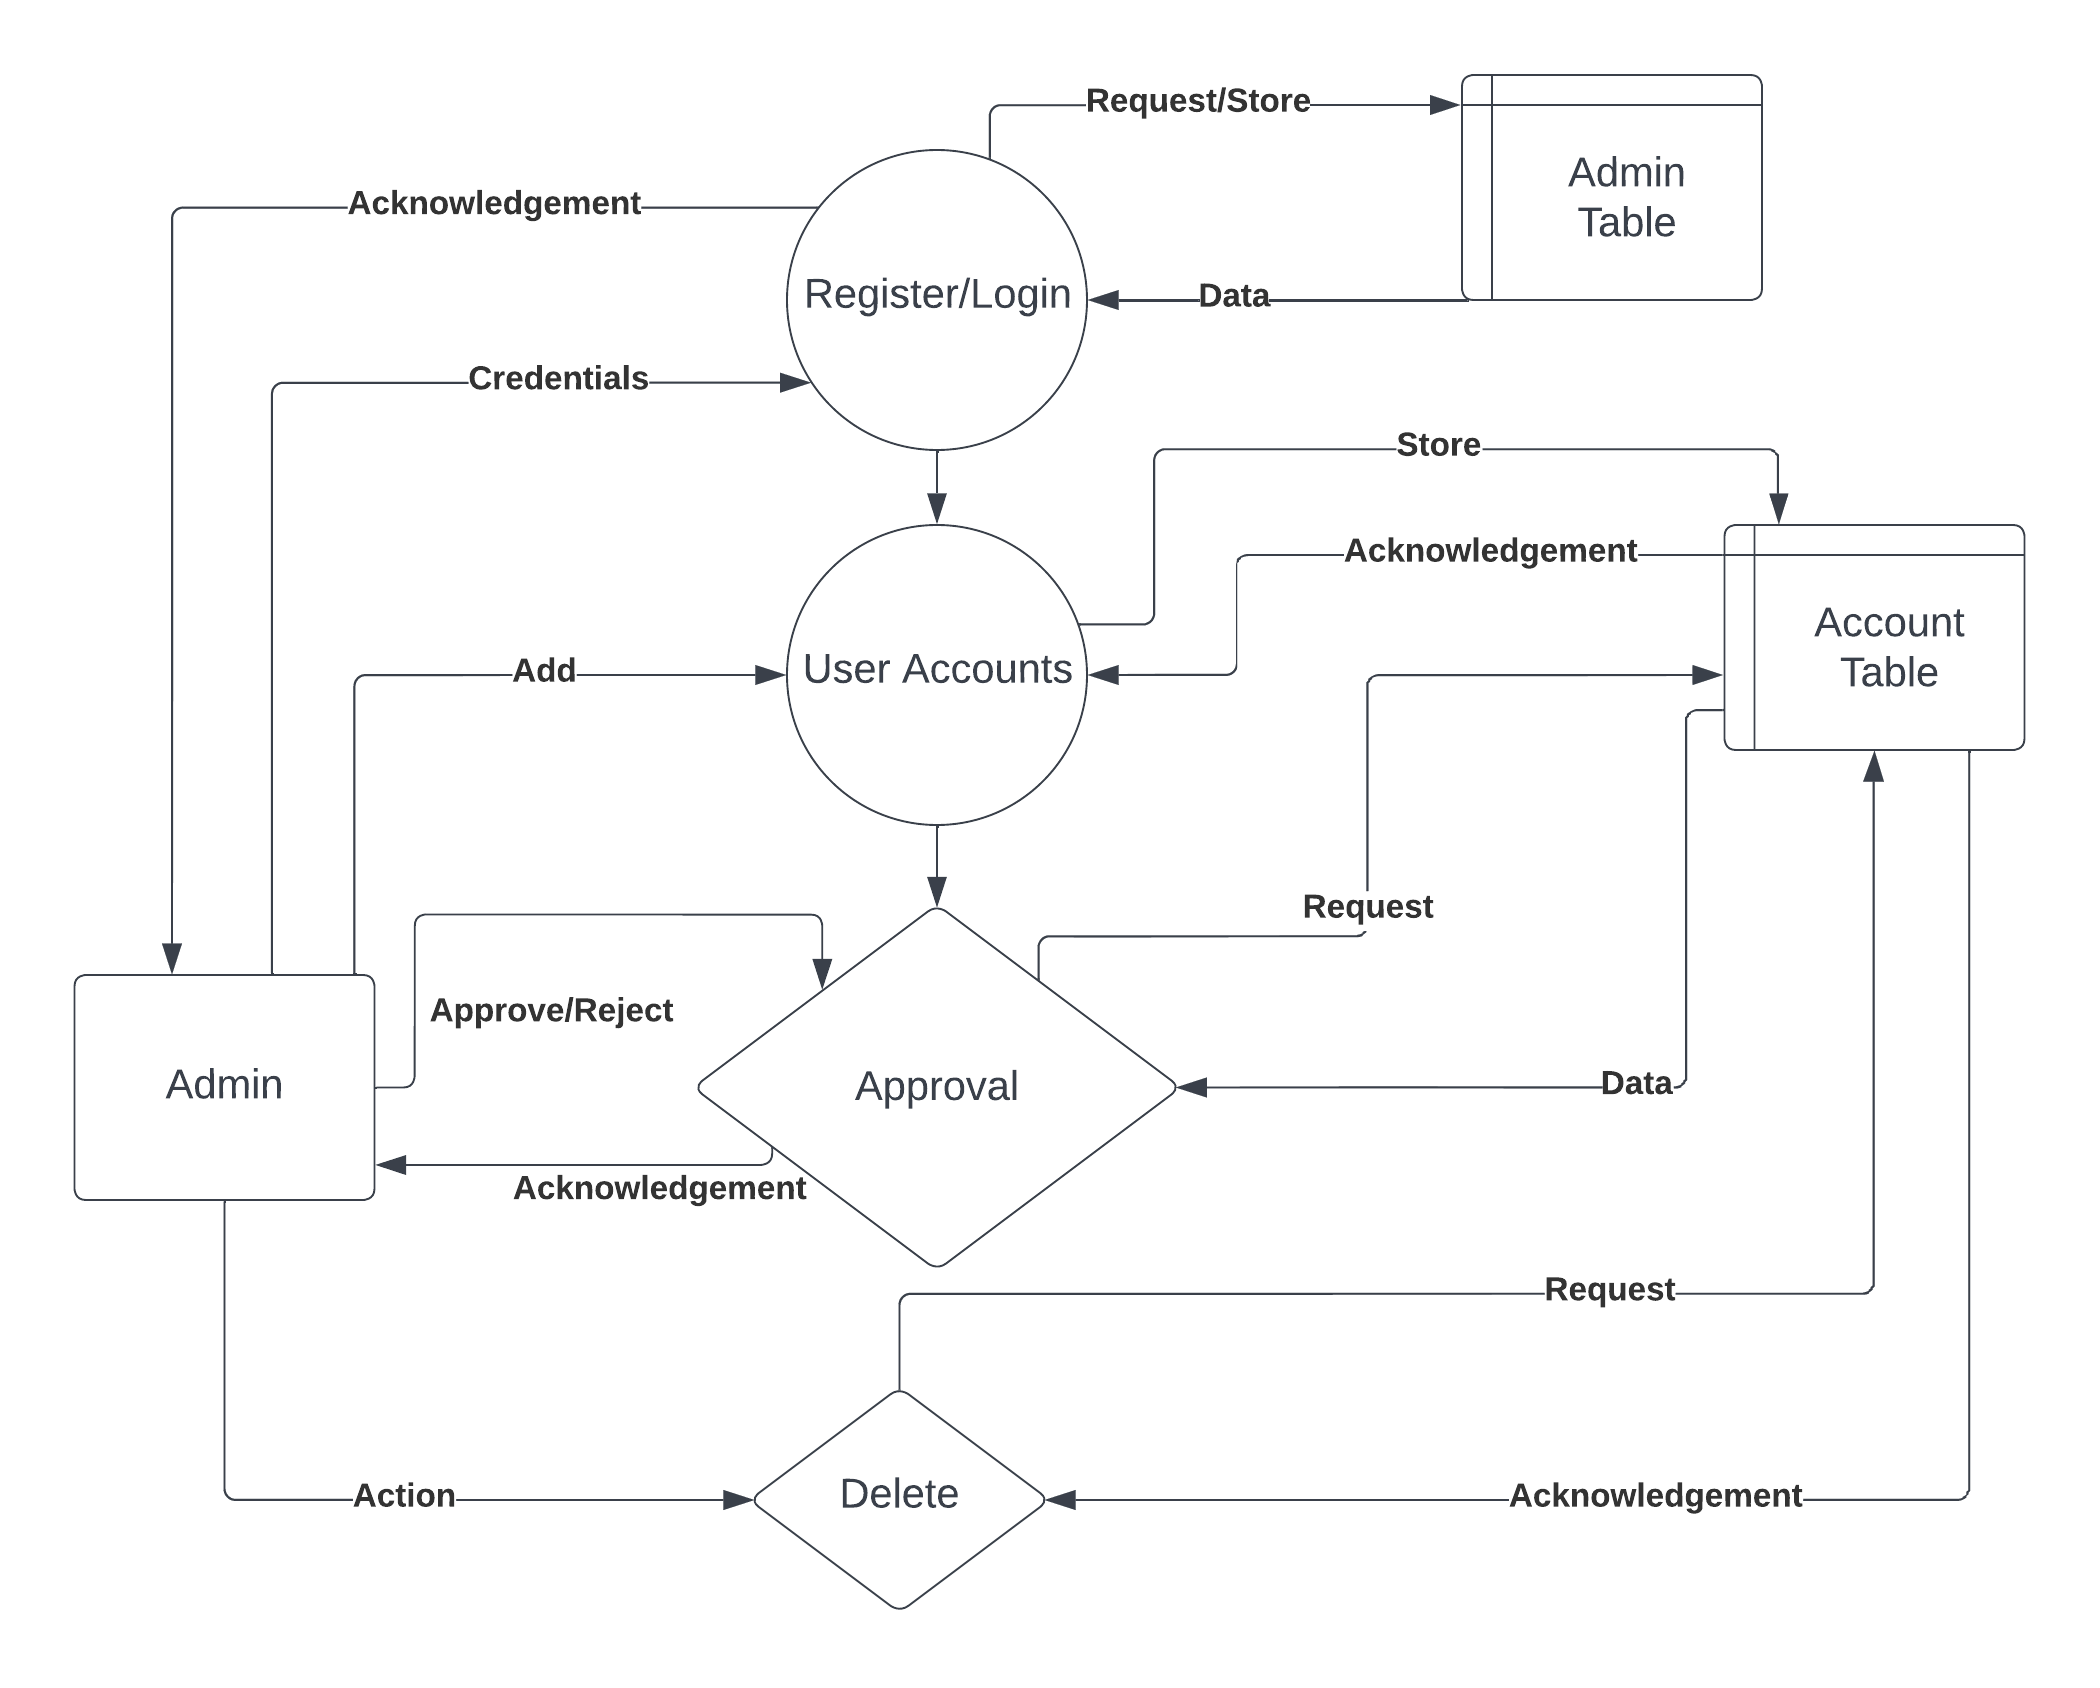 Request/Store
Admin
Table
Acknowledgement
Register/Login
Data
Credentials
Store
Acknowledgement
Account
Table
Add
User Accounts
Request
Approve/Reject
Admin
Approval
Data
Acknowledgement
Request
Delete
Action
Acknowledgement